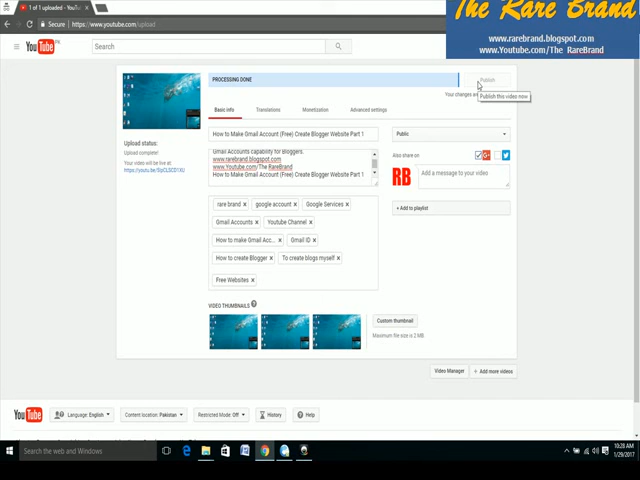 1 of 1 uploaded - YouTube
The Rare Brand
www.rarebrand.blogspot.com
www.Youtube.com/The RareBrand
Secure
https://www.youtube.com/upload
YouTube PK
Search
PROCESSING DONE
Publish
Your changes
Publish this video now
Basic info
Translations
Monetization
Advanced settings
Upload status:
Upload complete!
Your video will be live at:
How to Make Gmail Account (Free) Create Blogger Website Part 1
Gmail Accounts capability for Bloggers.
www.rarebrand.blogspot.com
www.Youtube.com/The RareBrand
How to Make Gmail Account (Free) Create Blogger Website Part 1
Public
Also share on
RB
Add a message to your video
+ Add to playlist
rare brand
google account
Google Services
Gmail Accounts
Youtube Channel
How to make Gmail Acc...
Gmail ID
How to create Blogger
To create blogs myself
Free Websites
VIDEO THUMBNAILS
Custom thumbnail
Maximum file size is 2 MB.
Video Manager
+ Add more videos
YouTube
Language: English
Content location: Pakistan
Restricted Mode: Off
History
Help
Search the web and Windows
10:28 AM
1/29/2017